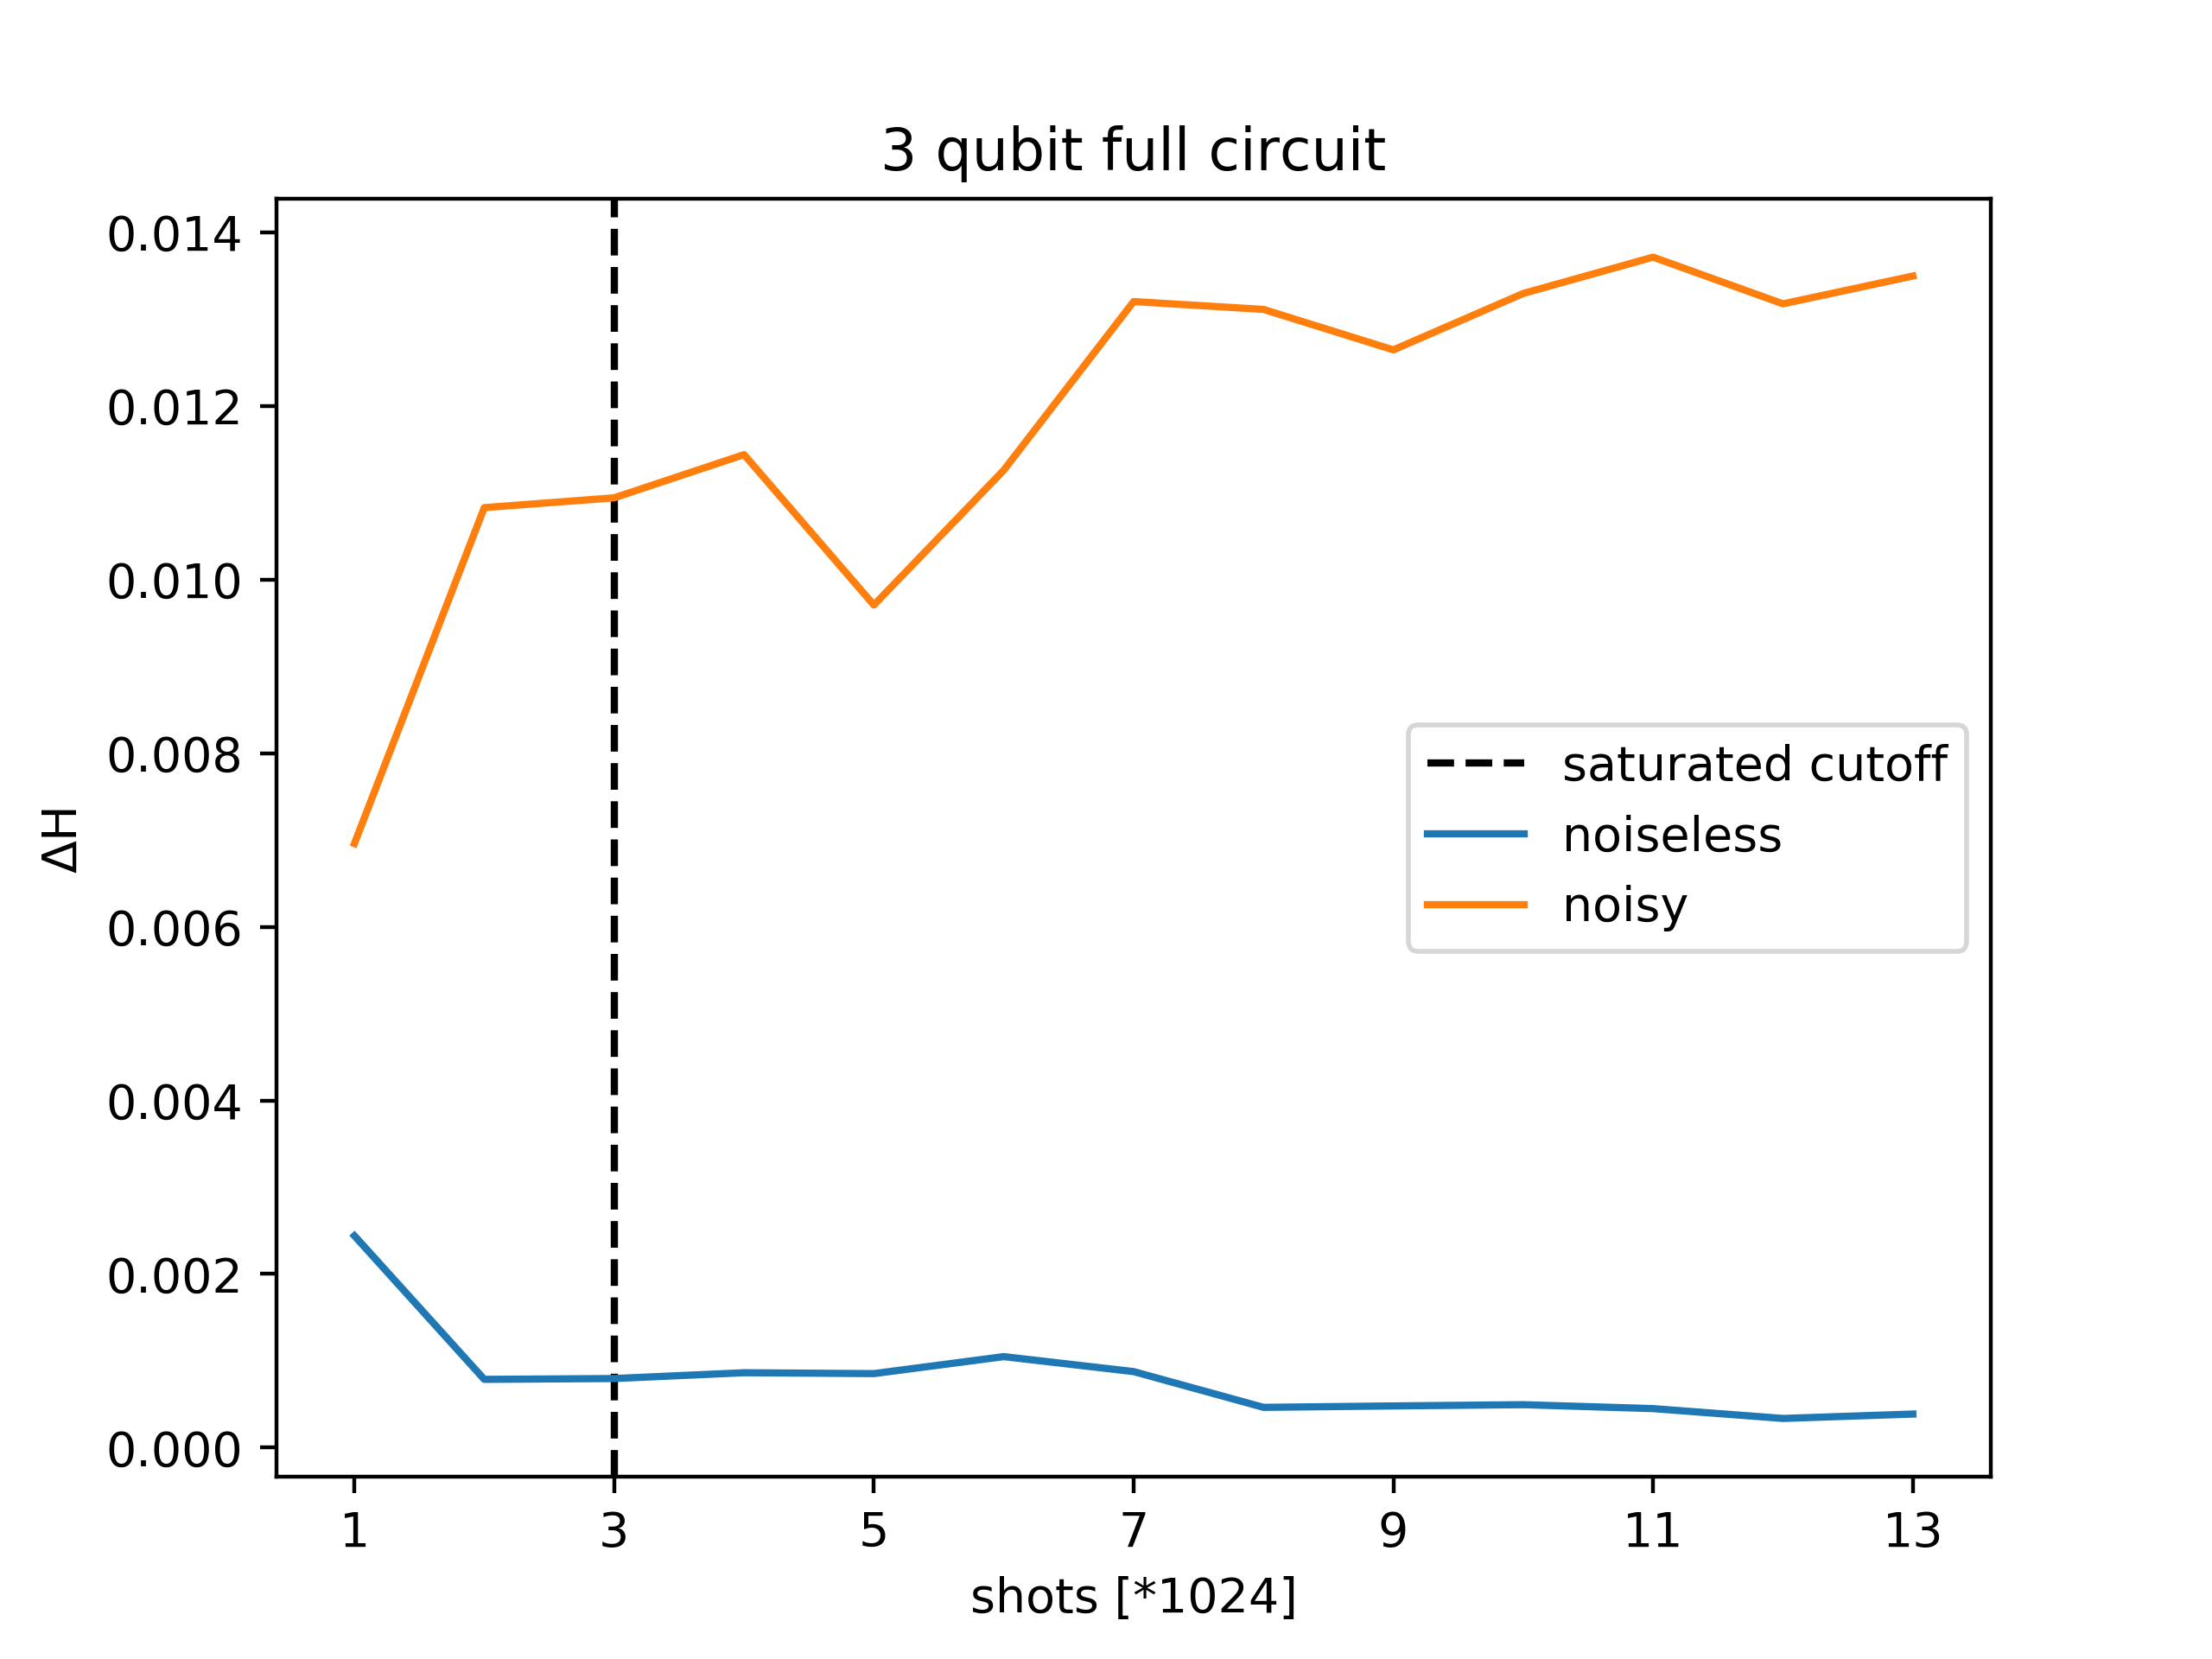 3 qubit full circuit
0.014
0.012
0.010
0.008
0.006
0.004
0.002
0.000
ΔH
saturated cutoff
noiseless
noisy
1 3 5 7 9 11 13
shots [*1024]